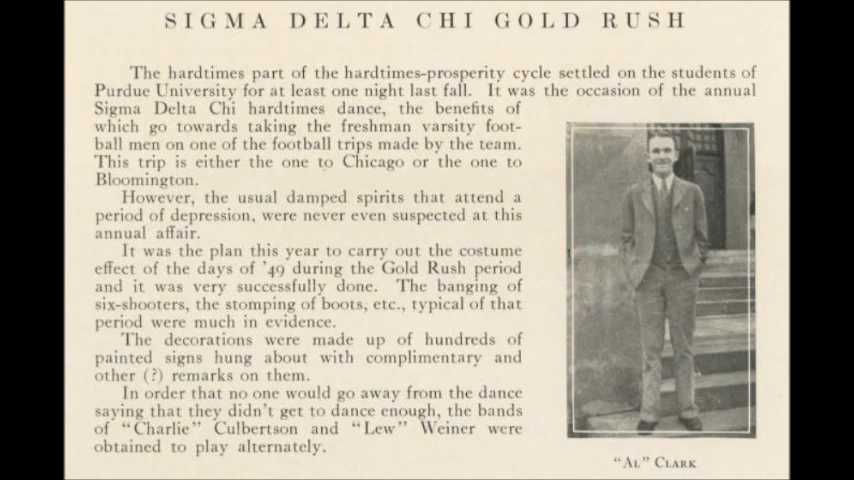 SIGMA DELTA CHI GOLD RUSH
The hardtimes part of the hardtimes-prosperity cycle settled on the students of
Purdue University for at least one night last fall. It was the occasion of the annual
Sigma Delta Chi hardtimes dance, the benefits of
which go towards taking the freshman varsity foot-
ball men on one of the football trips made by the team.
This trip is either the one to Chicago or the one to
Bloomington.
However, the usual damped spirits that attend a
period of depression, were never even suspected at this
annual affair.
It was the plan this year to carry out the costume
effect of the days of '49 during the Gold Rush period
and it was very successfully done. The banging of
six-shooters, the stomping of boots, etc., typical of that
period were much in evidence.
The decorations were made up of hundreds of
painted signs hung about with complimentary and
other (?) remarks on them.
In order that no one would go away from the dance
saying that they didn't get to dance enough, the bands
of "Charlie" Culbertson and "Lew" Weiner were
obtained to play alternately.
"AL" CLARK